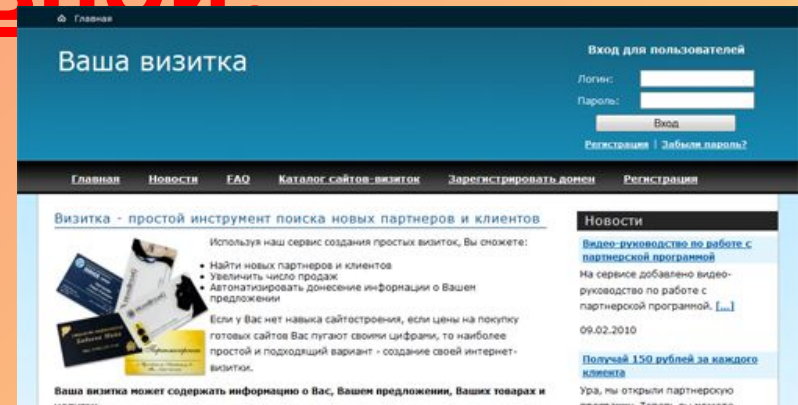 Главная
Ваша визитка
Вход для пользователей
Логин:
Пароль:
Вход
Регистрация | Забыли пароль?
Главная Новости FAQ Каталог сайтов-визиток Зарегистрировать домен Регистрация
Визитка - простой инструмент поиска новых партнеров и клиентов
Используя наш сервис создания простых визиток, Вы сможете:
Найти новых партнеров и клиентов
Увеличить число продаж
Автоматизировать донесение информации о Вашем
предложении
Если у Вас нет навыка сайтостроения, если цены на покупку
готовых сайтов Вас пугают своими цифрами, то наиболее
простой и подходящий вариант - создание своей интернет-
визитки.
Ваша визитка может содержать информацию о Вас, Вашем предложении, Ваших товарах и
Новости
Видео-руководство по работе с
партнерской программой
На сервисе добавлено видео-
руководство по работе с
партнерской программой. [...]
09.02.2010
Получай 150 рублей за каждого
клиента
Ура, мы открыли партнерскую